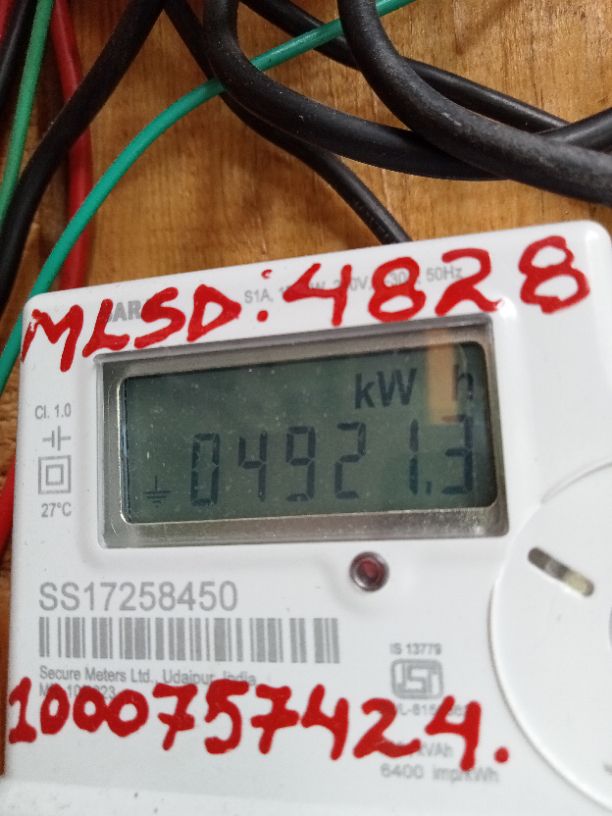 MLSD: 4828
50Hz
kW h
04921.3
Cl. 1.0
27°C
SS17258450
Secure Meters Ltd., Udaipur, India
IS 13779
1000757424.
6400 imp/kWh